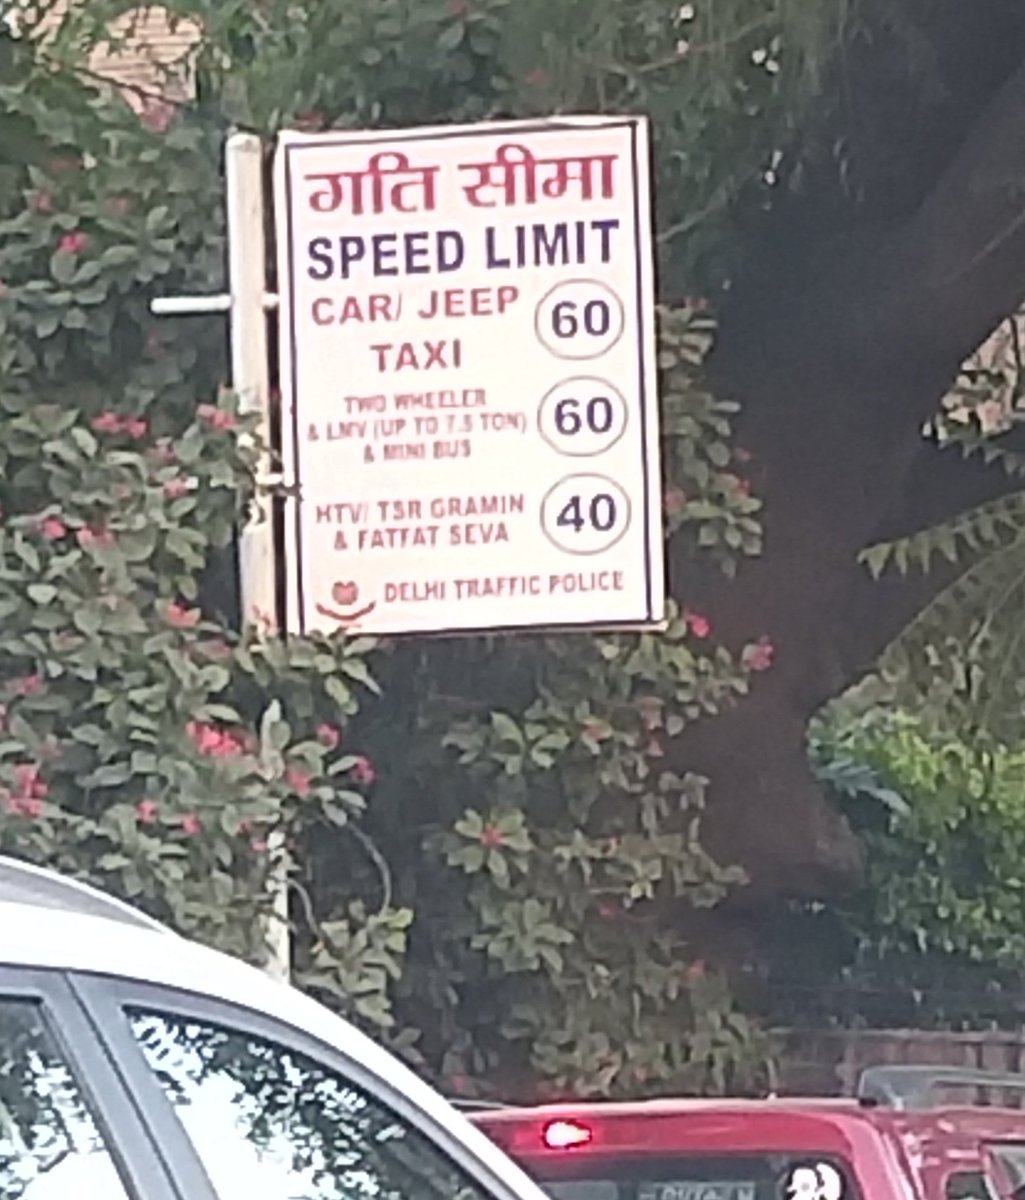 गति सीमा
SPEED LIMIT
CAR/ JEEP
TAXI
60
TWO WHEELER
& LMV (UP TO 7.5 TON)
& MINI BUS
60
HTV/ TSR GRAMIN
& FATFAT SEVA
40
DELHI TRAFFIC POLICE